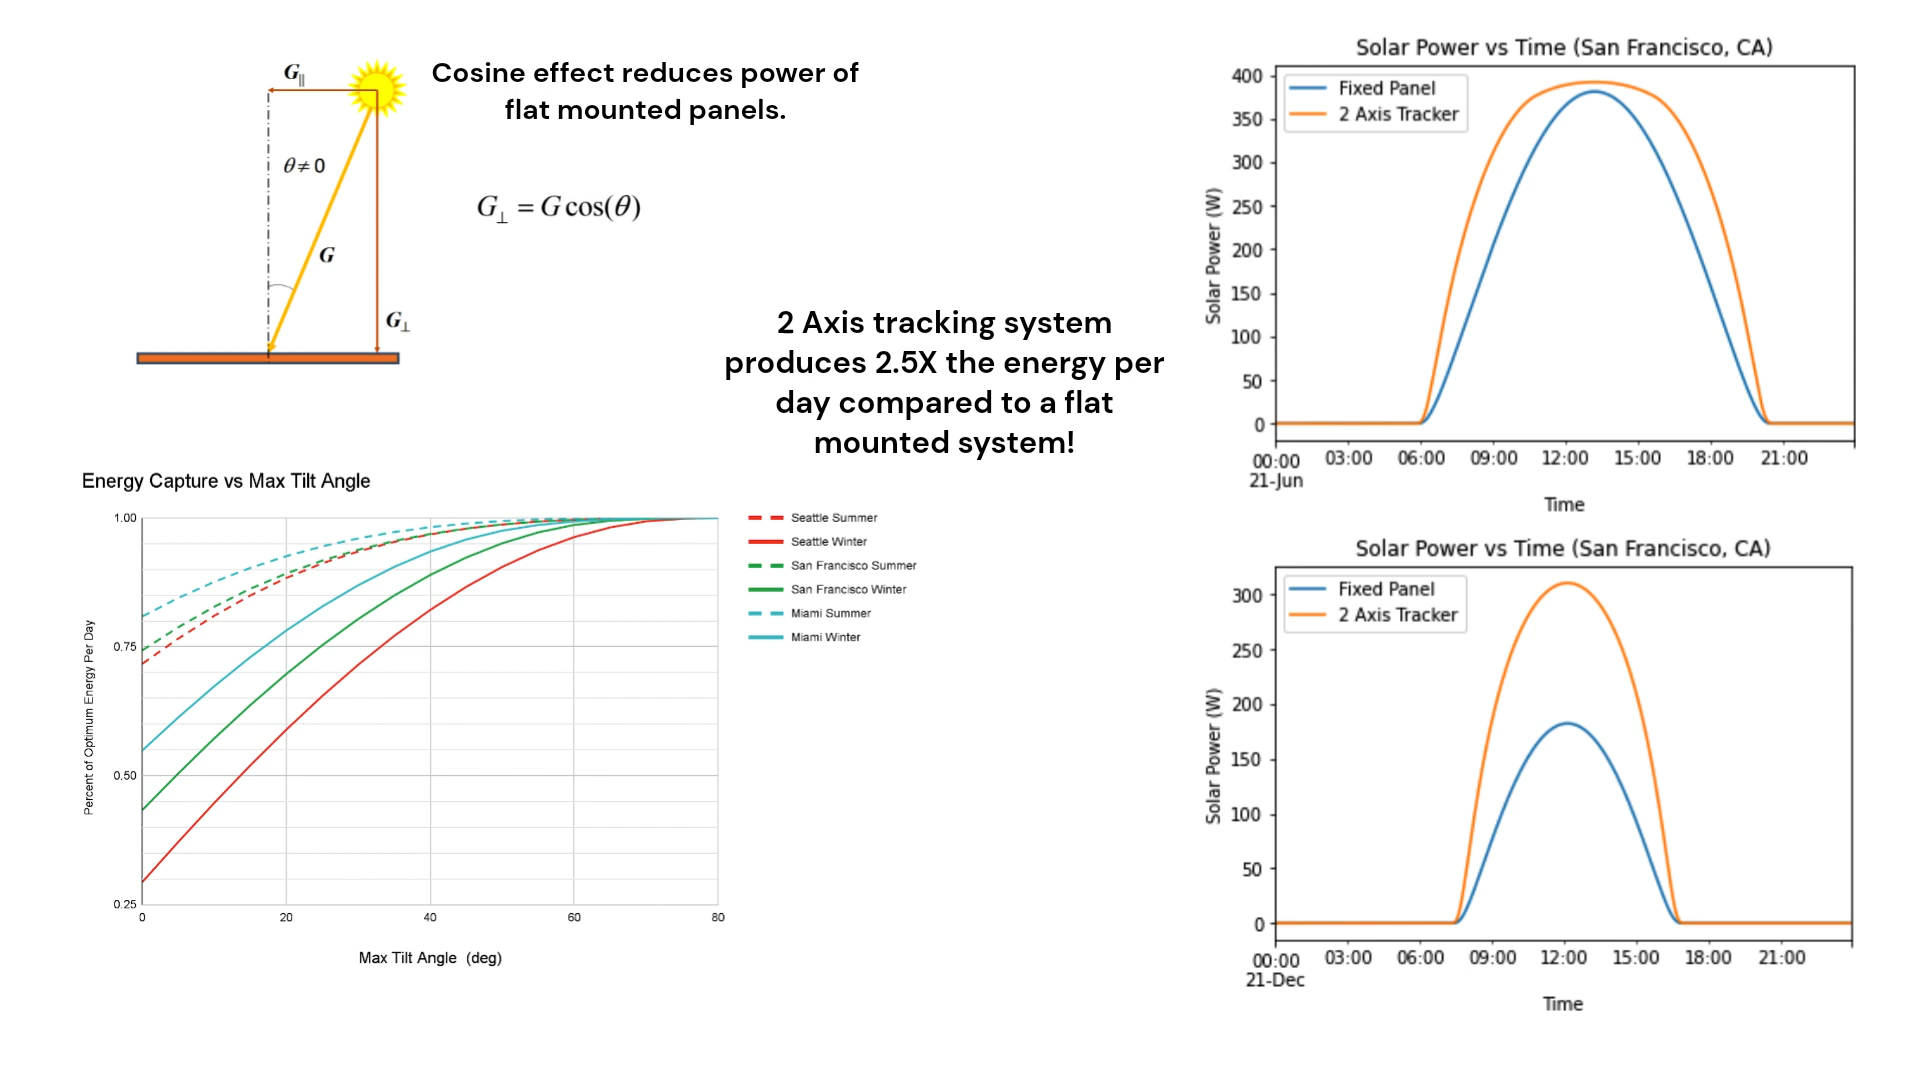 G∥
θ≠0
G
G⊥
Cosine effect reduces power of
flat mounted panels.
G⊥ = G cos(θ)
2 Axis tracking system
produces 2.5X the energy per
day compared to a flat
mounted system!
Energy Capture vs Max Tilt Angle
Percent of Optimum Energy Per Day
1.00
0.75
0.50
0.25
0 20 40 60 80
Max Tilt Angle (deg)
Seattle Summer
Seattle Winter
San Francisco Summer
San Francisco Winter
Miami Summer
Miami Winter
Solar Power vs Time (San Francisco, CA)
Fixed Panel
2 Axis Tracker
Solar Power (W)
400
350
300
250
200
150
100
50
0
00:00 03:00 06:00 09:00 12:00 15:00 18:00 21:00
21-Jun
Time
Solar Power vs Time (San Francisco, CA)
Fixed Panel
2 Axis Tracker
Solar Power (W)
300
250
200
150
100
50
0
00:00 03:00 06:00 09:00 12:00 15:00 18:00 21:00
21-Dec
Time